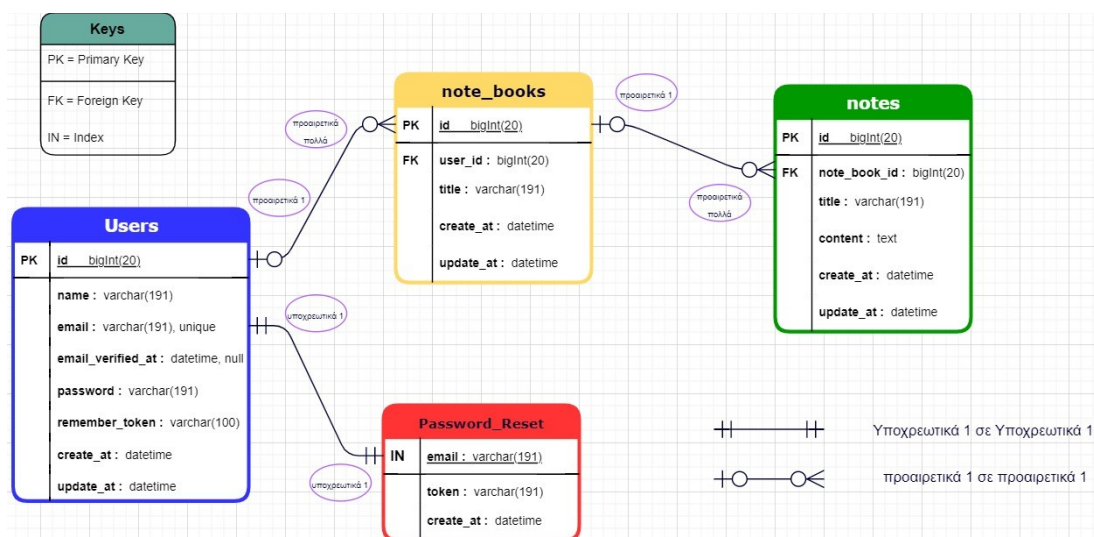 Keys
PK = Primary Key
FK = Foreign Key
IN = Index
note_books
PK id bigInt(20)
FK user_id : bigInt(20)
title : varchar(191)
create_at : datetime
update_at : datetime
notes
PK id bigInt(20)
FK note_book_id : bigInt(20)
title : varchar(191)
content : text
create_at : datetime
update_at : datetime
προαιρετικά
πολλά
προαιρετικά 1
προαιρετικά 1
προαιρετικά
πολλά
Users
PK id bigInt(20)
name : varchar(191)
email : varchar(191), unique
email_verified_at : datetime, null
password : varchar(191)
remember_token : varchar(100)
create_at : datetime
update_at : datetime
υποχρεωτικά 1
υποχρεωτικά 1
Password_Reset
IN email : varchar(191)
token : varchar(191)
create_at : datetime
Υποχρεωτικά 1 σε Υποχρεωτικά 1
προαιρετικά 1 σε προαιρετικά 1